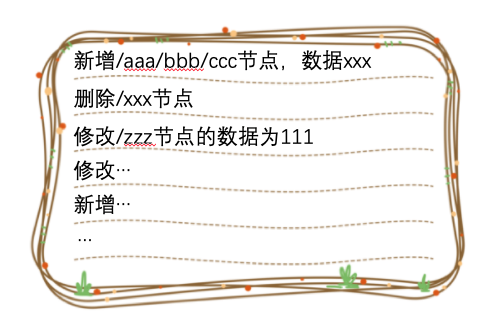 新增/aaa/bbb/ccc节点，数据xxx
删除/xxx节点
修改/zzz节点的数据为111
修改…
新增…
…